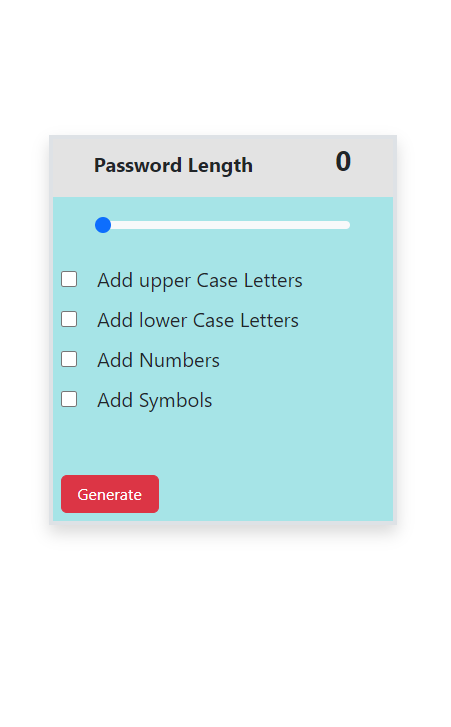 Password Length 0
Add upper Case Letters
Add lower Case Letters
Add Numbers
Add Symbols
Generate